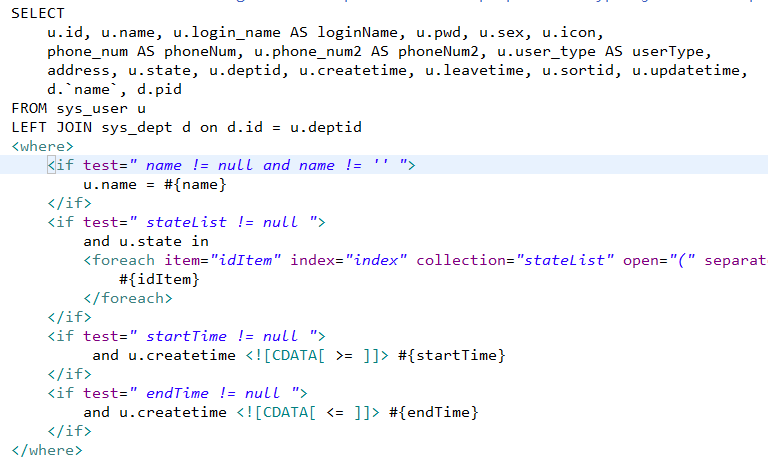 SELECT
u.id, u.name, u.login_name AS loginName, u.pwd, u.sex, u.icon,
phone_num AS phoneNum, u.phone_num2 AS phoneNum2, u.user_type AS userType,
address, u.state, u.deptid, u.createtime, u.leavetime, u.sortid, u.updatetime,
d.`name`, d.pid
FROM sys_user u
LEFT JOIN sys_dept d on d.id = u.deptid
<where>
<if test=" name != null and name != '' ">
u.name = #{name}
</if>
<if test=" stateList != null ">
and u.state in
<foreach item="idItem" index="index" collection="stateList" open="(" separat
#{idItem}
</foreach>
</if>
<if test=" startTime != null ">
and u.createtime <![CDATA[ >= ]]> #{startTime}
</if>
<if test=" endTime != null ">
and u.createtime <![CDATA[ <= ]]> #{endTime}
</if>
</where>